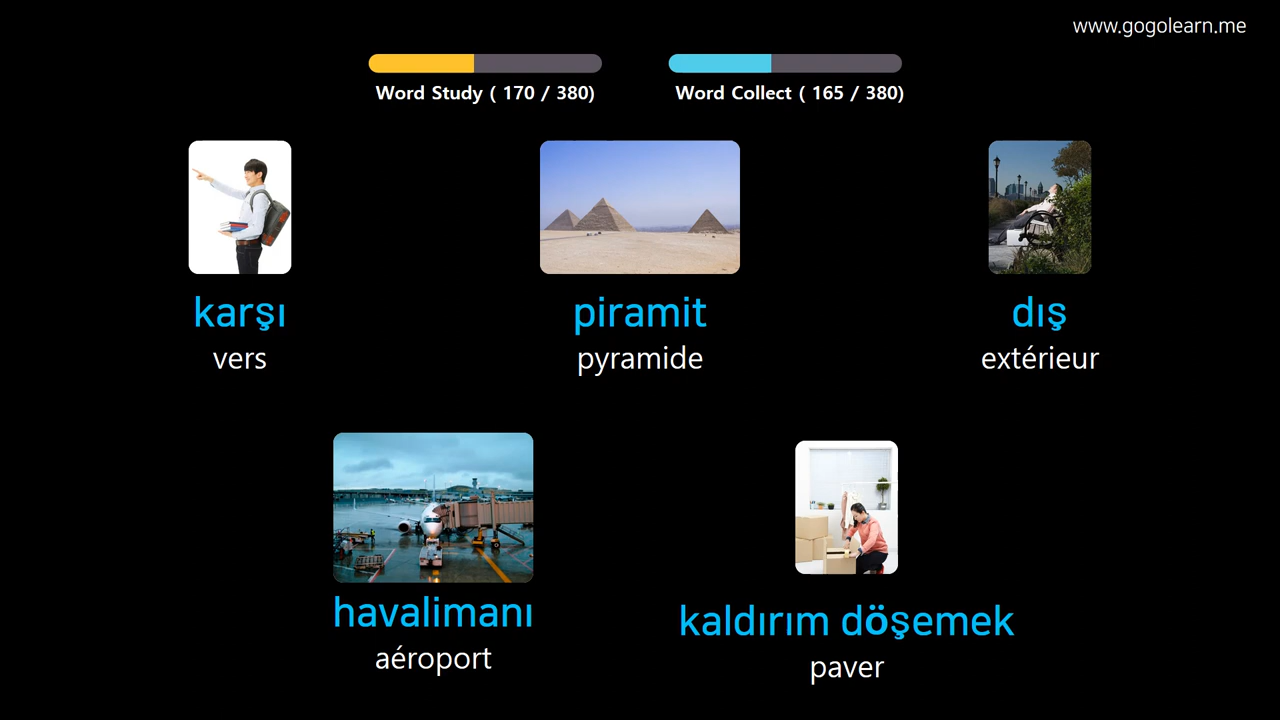 www.gogolearn.me
Word Study ( 170 / 380)
Word Collect ( 165 / 380)
karşı
vers
piramit
pyramide
dış
extérieur
havalimanı
aéroport
kaldırım döşemek
paver